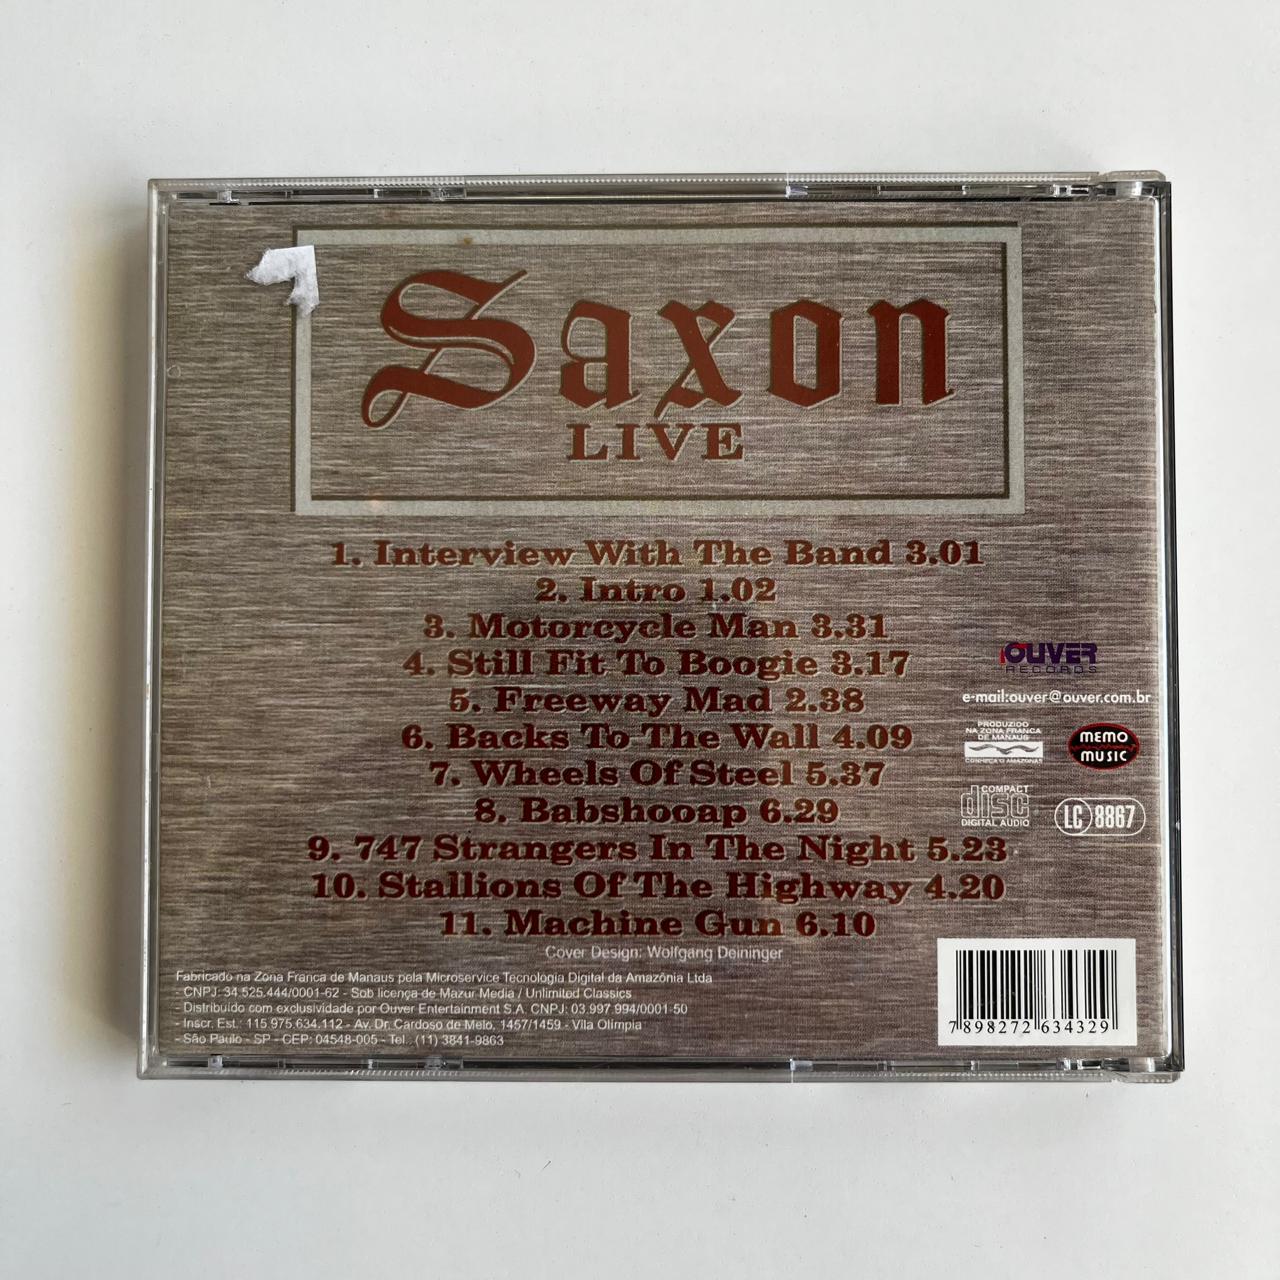 Saxon
LIVE
1. Interview With The Band 3.01
2. Intro 1.02
3. Motorcycle Man 3.31
4. Still Fit To Boogie 3.17
5. Freeway Mad 2.38
6. Backs To The Wall 4.09
7. Wheels Of Steel 5.37
8. Babshooap 6.29
9. 747 Strangers In The Night 5.23
10. Stallions Of The Highway 4.20
11. Machine Gun 6.10
Cover Design: Wolfgang Deininger
OUVER
RECORDS
e-mail:ouver@ouver.com.br
PRODUZIDO
NA ZONA FRANCA
DE MANAUS
CONHEÇA O AMAZONAS
MEMO
MUSIC
COMPACT
disc
DIGITAL AUDIO
LC 8867
Fabricado na Zona Franca de Manaus pela Microservice Tecnologia Digital da Amazônia Ltda
CNPJ: 34.525.444/0001-62 - Sob licença de Mazur Media / Unlimited Classics
Distribuído com exclusividade por Ouver Entertainment S.A. CNPJ: 03.997.994/0001-50
- Inscr. Est.: 115.975.634.112 - Av. Dr. Cardoso de Melo, 1457/1459 - Vila Olímpia
- São Paulo - SP - CEP: 04548-005 - Tel.: (11) 3841-9863
7 898272 634329